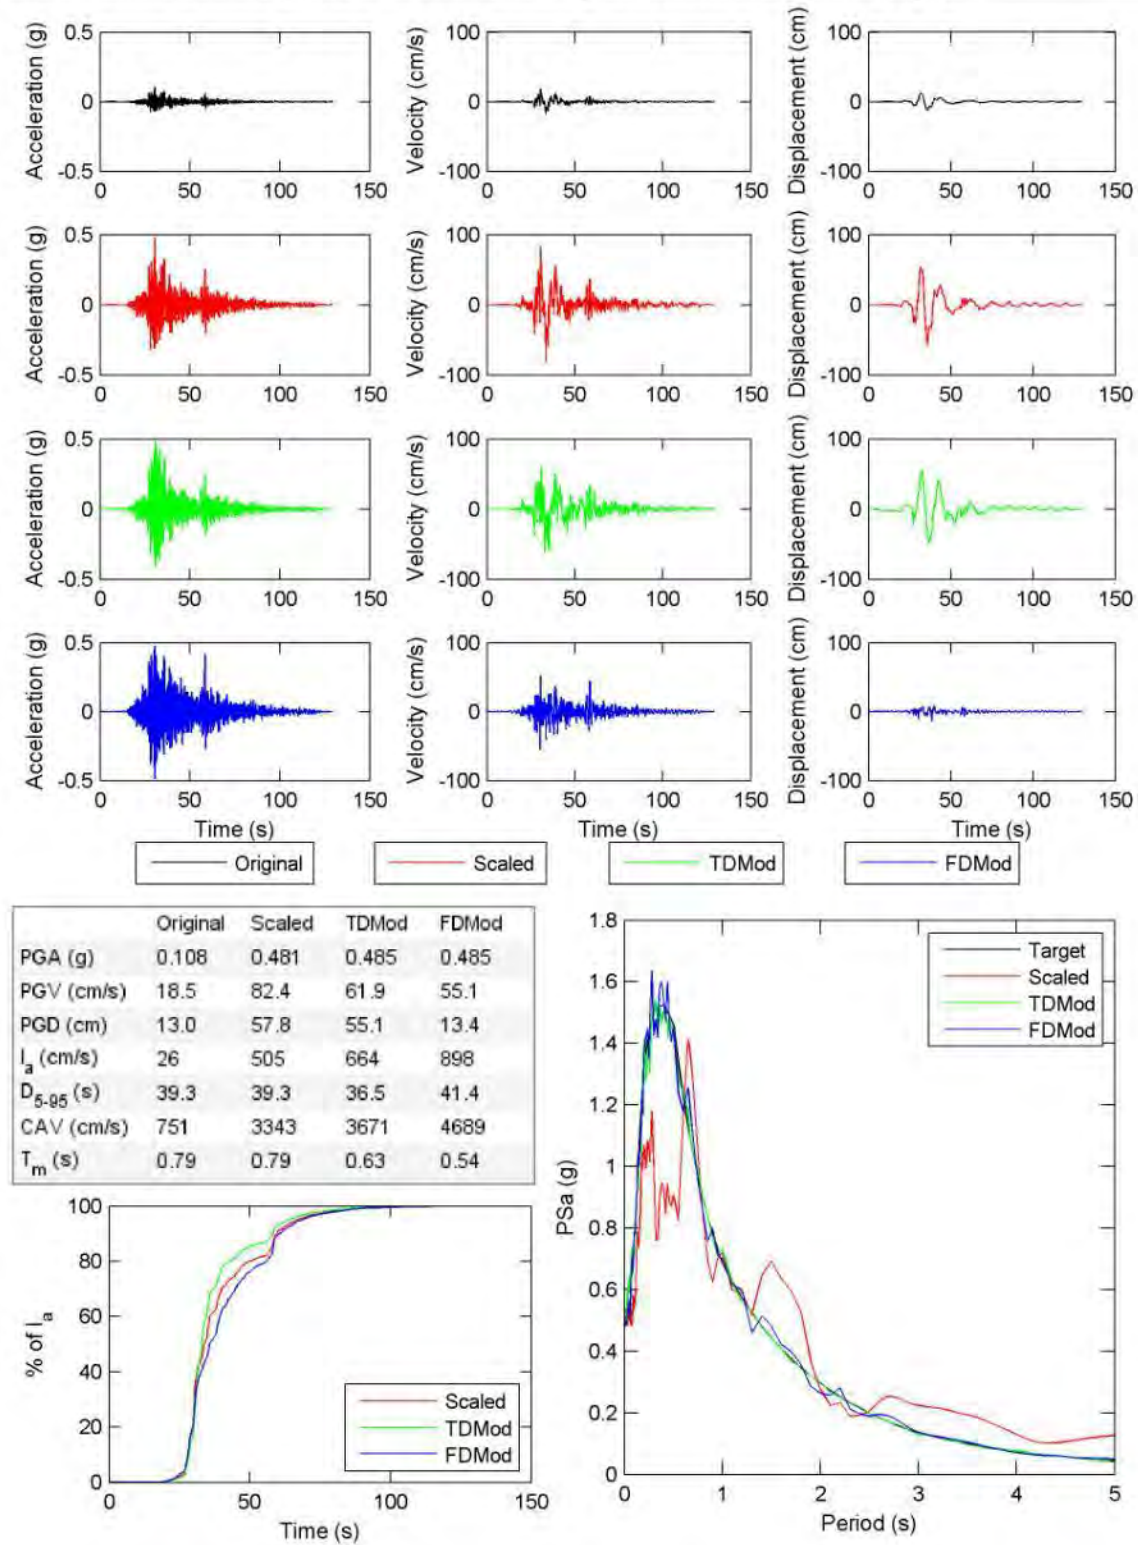 Acceleration (g)
0.5
0
-0.5
0 50 100 150
Velocity (cm/s)
100
0
-100
0 50 100 150
Displacement (cm)
100
0
-100
0 50 100 150
Acceleration (g)
0.5
0
-0.5
0 50 100 150
Velocity (cm/s)
100
0
-100
0 50 100 150
Displacement (cm)
100
0
-100
0 50 100 150
Acceleration (g)
0.5
0
-0.5
0 50 100 150
Velocity (cm/s)
100
0
-100
0 50 100 150
Displacement (cm)
100
0
-100
0 50 100 150
Acceleration (g)
0.5
0
-0.5
0 50 100 150
Time (s)
Velocity (cm/s)
100
0
-100
0 50 100 150
Time (s)
Displacement (cm)
100
0
-100
0 50 100 150
Time (s)
Original Scaled TDMod FDMod
Original Scaled TDMod FDMod
PGA (g) 0.108 0.481 0.485 0.485
PGV (cm/s) 18.5 82.4 61.9 55.1
PGD (cm) 13.0 57.8 55.1 13.4
I_a (cm/s) 26 505 664 898
D_5-95 (s) 39.3 39.3 36.5 41.4
CAV (cm/s) 751 3343 3671 4689
T_m (s) 0.79 0.79 0.63 0.54
% of I_a
100
80
60
40
20
0
0 50 100 150
Time (s)
Scaled
TDMod
FDMod
PSa (g)
1.8
1.6
1.4
1.2
1
0.8
0.6
0.4
0.2
0
0 1 2 3 4 5
Period (s)
Target
Scaled
TDMod
FDMod